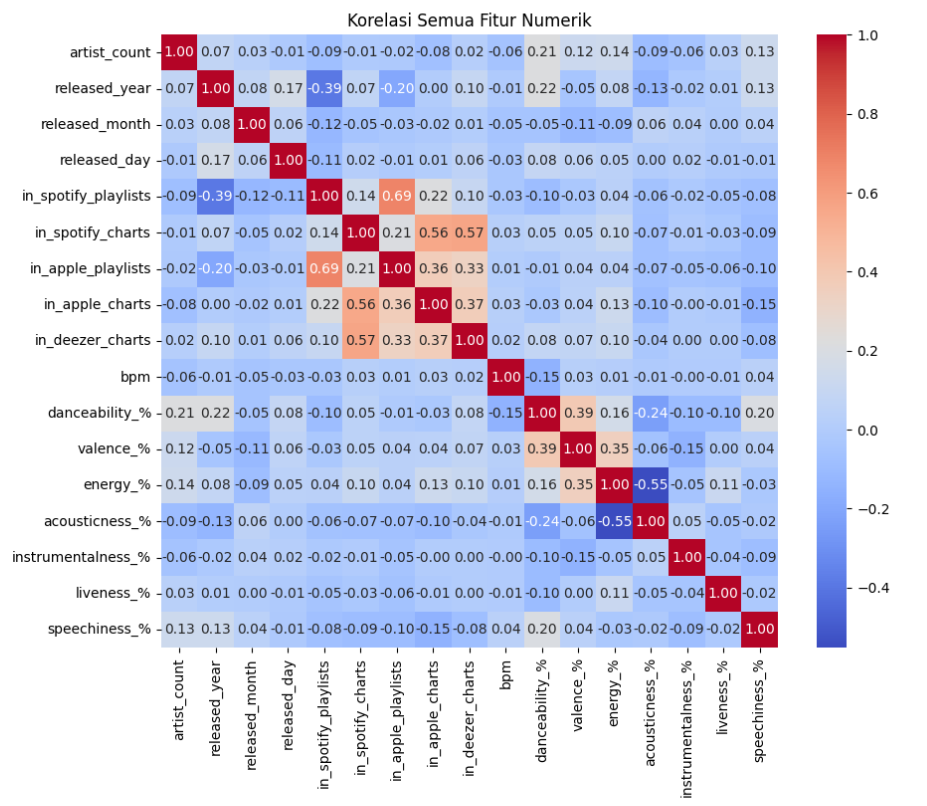 Korelasi Semua Fitur Numerik
artist_count 1.00 0.07 0.03 -0.01 -0.09 -0.01 -0.02 -0.08 0.02 -0.06 0.21 0.12 0.14 -0.09 -0.06 0.03 0.13
released_year 0.07 1.00 0.08 0.17 -0.39 0.07 -0.20 0.00 0.10 -0.01 0.22 -0.05 0.08 -0.13 -0.02 0.01 0.13
released_month 0.03 0.08 1.00 0.06 -0.12 -0.05 -0.03 -0.02 0.01 -0.05 -0.05 -0.11 -0.09 0.06 0.04 0.00 0.04
released_day -0.01 0.17 0.06 1.00 -0.11 0.02 -0.01 0.01 0.06 -0.03 0.08 0.06 0.05 0.00 0.02 -0.01 -0.01
in_spotify_playlists -0.09 -0.39 -0.12 -0.11 1.00 0.14 0.69 0.22 0.10 -0.03 -0.10 -0.03 0.04 -0.06 -0.02 -0.05 -0.08
in_spotify_charts -0.01 0.07 -0.05 0.02 0.14 1.00 0.21 0.56 0.57 0.03 0.05 0.05 0.10 -0.07 -0.01 -0.03 -0.09
in_apple_playlists -0.02 -0.20 -0.03 -0.01 0.69 0.21 1.00 0.36 0.33 0.01 -0.01 0.04 0.04 -0.07 -0.05 -0.06 -0.10
in_apple_charts -0.08 0.00 -0.02 0.01 0.22 0.56 0.36 1.00 0.37 0.03 -0.03 0.04 0.13 -0.10 -0.00 -0.01 -0.15
in_deezer_charts 0.02 0.10 0.01 0.06 0.10 0.57 0.33 0.37 1.00 0.02 0.08 0.07 0.10 -0.04 0.00 0.00 -0.08
bpm -0.06 -0.01 -0.05 -0.03 -0.03 0.03 0.01 0.03 0.02 1.00 -0.15 0.03 0.01 -0.01 -0.00 -0.01 0.04
danceability_% 0.21 0.22 -0.05 0.08 -0.10 0.05 -0.01 -0.03 0.08 -0.15 1.00 0.39 0.16 -0.24 -0.10 -0.10 0.20
valence_% 0.12 -0.05 -0.11 0.06 -0.03 0.05 0.04 0.04 0.07 0.03 0.39 1.00 0.35 -0.06 -0.15 0.00 0.04
energy_% 0.14 0.08 -0.09 0.05 0.04 0.10 0.04 0.13 0.10 0.01 0.16 0.35 1.00 -0.55 -0.05 0.11 -0.03
acousticness_% -0.09 -0.13 0.06 0.00 -0.06 -0.07 -0.07 -0.10 -0.04 -0.01 -0.24 -0.06 -0.55 1.00 0.05 -0.05 -0.02
instrumentalness_% -0.06 -0.02 0.04 0.02 -0.02 -0.01 -0.05 -0.00 0.00 -0.00 -0.10 -0.15 -0.05 0.05 1.00 -0.04 -0.09
liveness_% 0.03 0.01 0.00 -0.01 -0.05 -0.03 -0.06 -0.01 0.00 -0.01 -0.10 0.00 0.11 -0.05 -0.04 1.00 -0.02
speechiness_% 0.13 0.13 0.04 -0.01 -0.08 -0.09 -0.10 -0.15 -0.08 0.04 0.20 0.04 -0.03 -0.02 -0.09 -0.02 1.00
artist_count
released_year
released_month
released_day
in_spotify_playlists
in_spotify_charts
in_apple_playlists
in_apple_charts
in_deezer_charts
bpm
danceability_%
valence_%
energy_%
acousticness_%
instrumentalness_%
liveness_%
speechiness_%
1.0
0.8
0.6
0.4
0.2
0.0
−0.2
−0.4